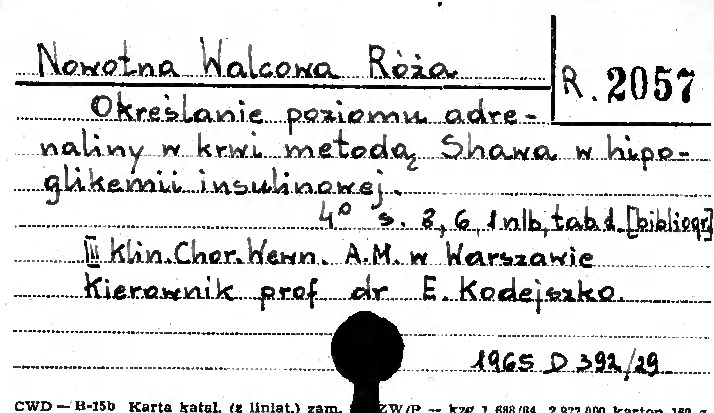 Nowotna Walcowa Róża
R. 2057
Określanie poziomu adre-
naliny w krwi metodą Shawa w hipo-
glikemii insulinowej.
4° s. 8, 6, 1 nlb, tab 1. [bibliogr]
III Klin. Chor. Wewn. A.M. w Warszawie
Kierownik prof dr E. Kodejszko.
1965 D 392/29
CWD — B-15b Karta katal. (z liniat.) zam.